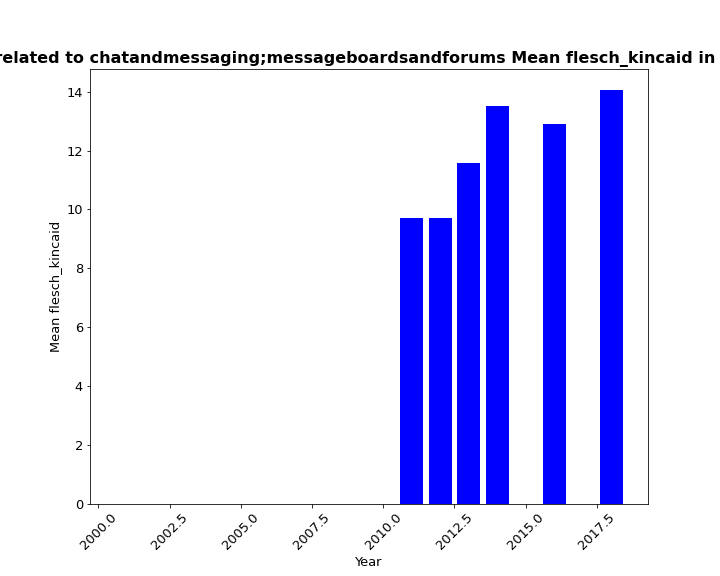 related to chatandmessaging;messageboardsandforums Mean flesch_kincaid in
14
12
10
8
6
4
2
0
Mean flesch_kincaid
2000.0 2002.5 2005.0 2007.5 2010.0 2012.5 2015.0 2017.5
Year